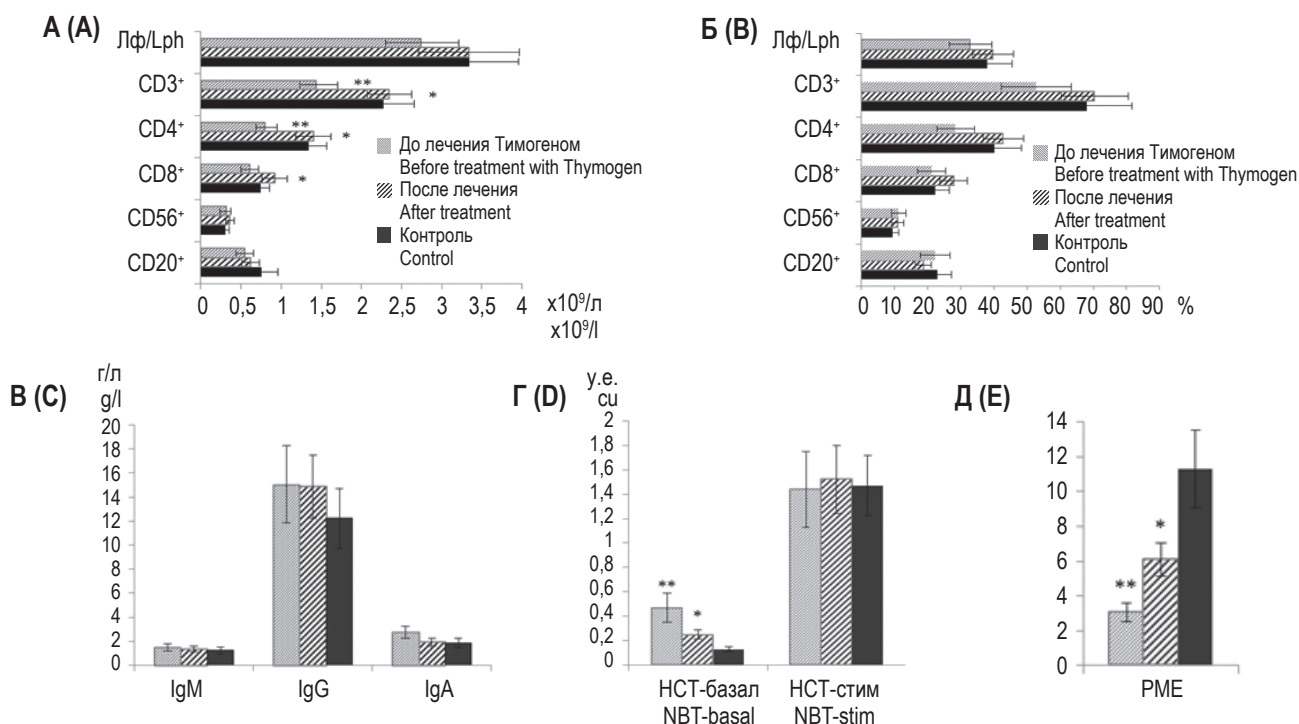 А (A)
Лф/Lph
CD3⁺
CD4⁺
CD8⁺
CD56⁺
CD20⁺
**
*
**
*
*
До лечения Тимогеном
Before treatment with Thymogen
После лечения
After treatment
Контроль
Control
0 0,5 1 2 2,5 3 3,5 4 x10⁹/л
x10⁹/l
Б (B)
Лф/Lph
CD3⁺
CD4⁺
CD8⁺
CD56⁺
CD20⁺
До лечения Тимогеном
Before treatment with Thymogen
После лечения
After treatment
Контроль
Control
0 10 20 30 40 50 60 70 80 90 %
В (C)
г/л
g/l
20
18
16
14
12
10
8
6
4
2
0
IgM IgG IgA
Г (D)
у.е.
cu
2
1,8
1,6
1,4
1,2
1
0,8
0,6
0,4
0,2
0
**
*
НСТ-базал НСТ-стим
NBT-basal NBT-stim
Д (E)
14
12
10
8
6
4
2
0
**
*
PME